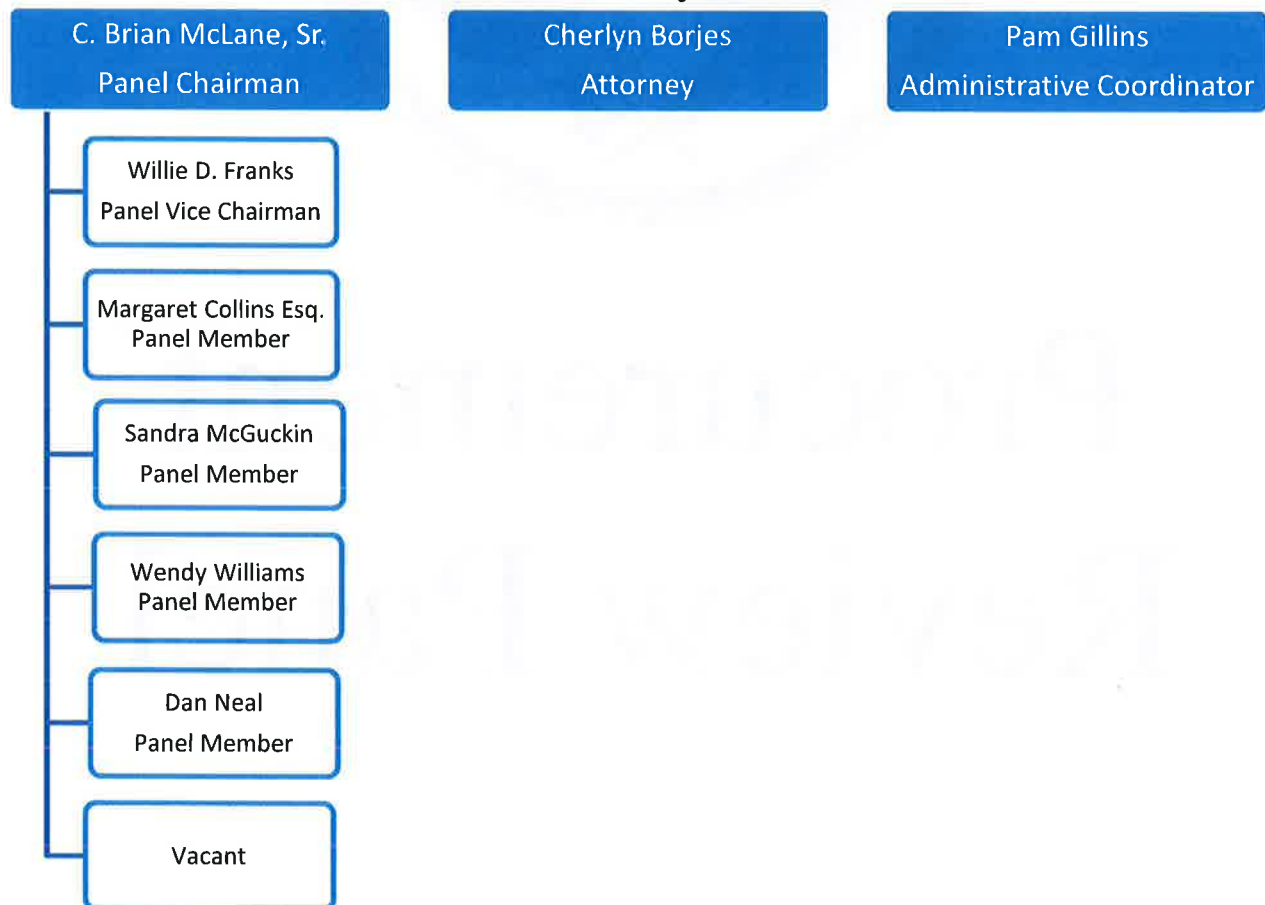 C. Brian McLane, Sr.
Panel Chairman
Cherlyn Borjes
Attorney
Pam Gillins
Administrative Coordinator
Willie D. Franks
Panel Vice Chairman
Margaret Collins Esq.
Panel Member
Sandra McGuckin
Panel Member
Wendy Williams
Panel Member
Dan Neal
Panel Member
Vacant